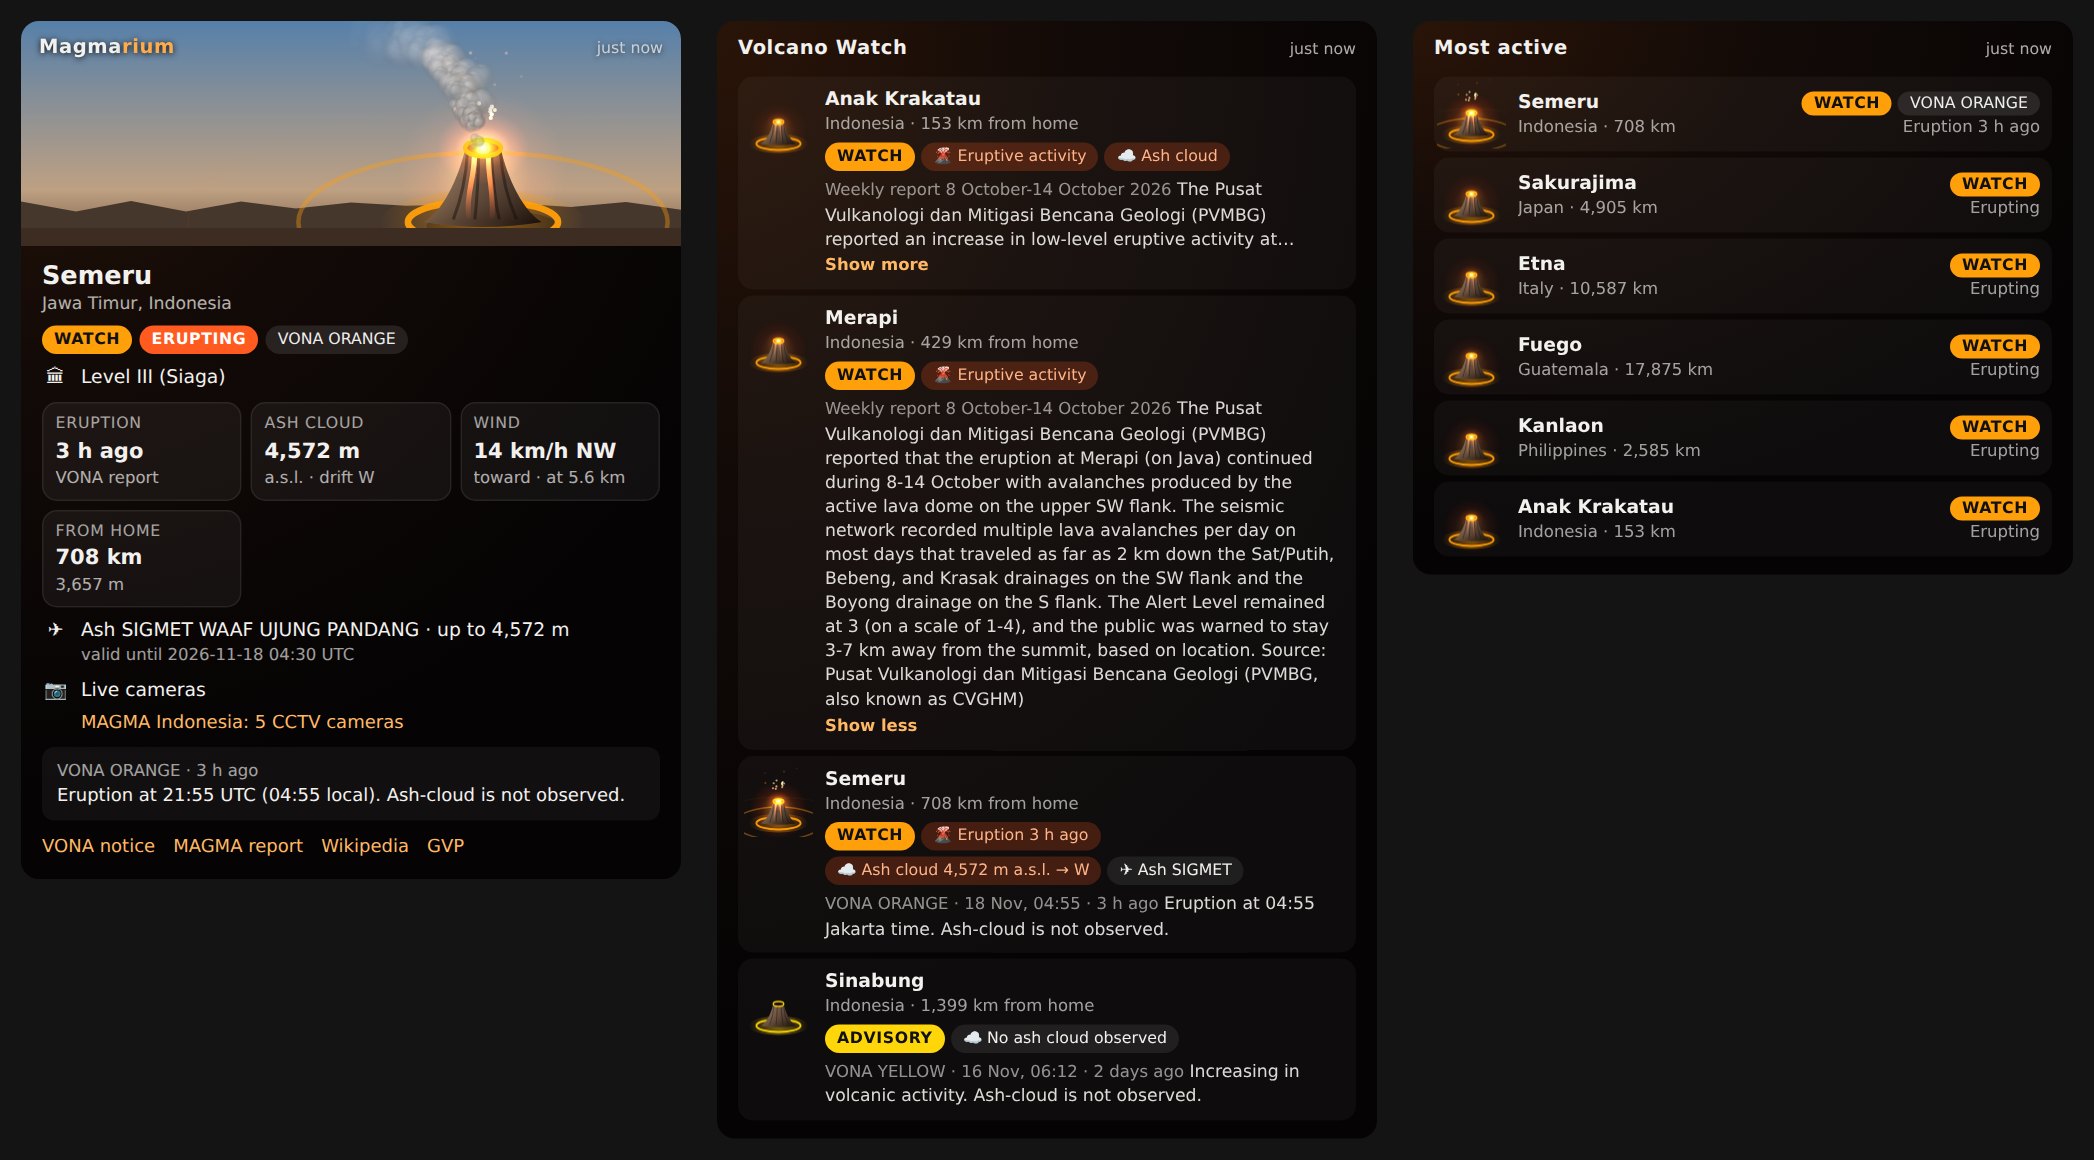 Magmarium
just now
Semeru
Jawa Timur, Indonesia
WATCH ERUPTING VONA ORANGE
Level III (Siaga)
ERUPTION
3 h ago
VONA report
ASH CLOUD
4,572 m
a.s.l. · drift W
WIND
14 km/h NW
toward · at 5.6 km
FROM HOME
708 km
3,657 m
Ash SIGMET WAAF UJUNG PANDANG · up to 4,572 m
valid until 2026-11-18 04:30 UTC
Live cameras
MAGMA Indonesia: 5 CCTV cameras
VONA ORANGE · 3 h ago
Eruption at 21:55 UTC (04:55 local). Ash-cloud is not observed.
VONA notice MAGMA report Wikipedia GVP
Volcano Watch
just now
Anak Krakatau
Indonesia · 153 km from home
WATCH 🌋 Eruptive activity ☁️ Ash cloud
Weekly report 8 October-14 October 2026 The Pusat
Vulkanologi dan Mitigasi Bencana Geologi (PVMBG)
reported an increase in low-level eruptive activity at…
Show more
Merapi
Indonesia · 429 km from home
WATCH 🌋 Eruptive activity
Weekly report 8 October-14 October 2026 The Pusat
Vulkanologi dan Mitigasi Bencana Geologi (PVMBG)
reported that the eruption at Merapi (on Java) continued
during 8-14 October with avalanches produced by the
active lava dome on the upper SW flank. The seismic
network recorded multiple lava avalanches per day on
most days that traveled as far as 2 km down the Sat/Putih,
Bebeng, and Krasak drainages on the SW flank and the
Boyong drainage on the S flank. The Alert Level remained
at 3 (on a scale of 1-4), and the public was warned to stay
3-7 km away from the summit, based on location. Source:
Pusat Vulkanologi dan Mitigasi Bencana Geologi (PVMBG,
also known as CVGHM)
Show less
Semeru
Indonesia · 708 km from home
WATCH 🌋 Eruption 3 h ago
☁️ Ash cloud 4,572 m a.s.l. → W ✈ Ash SIGMET
VONA ORANGE · 18 Nov, 04:55 · 3 h ago Eruption at 04:55
Jakarta time. Ash-cloud is not observed.
Sinabung
Indonesia · 1,399 km from home
ADVISORY ☁️ No ash cloud observed
VONA YELLOW · 16 Nov, 06:12 · 2 days ago Increasing in
volcanic activity. Ash-cloud is not observed.
Most active
just now
Semeru
WATCH VONA ORANGE
Indonesia · 708 km
Eruption 3 h ago
Sakurajima
WATCH
Japan · 4,905 km
Erupting
Etna
WATCH
Italy · 10,587 km
Erupting
Fuego
WATCH
Guatemala · 17,875 km
Erupting
Kanlaon
WATCH
Philippines · 2,585 km
Erupting
Anak Krakatau
WATCH
Indonesia · 153 km
Erupting